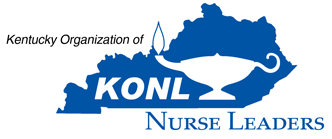 Kentucky Organization of
KONL
NURSE LEADERS